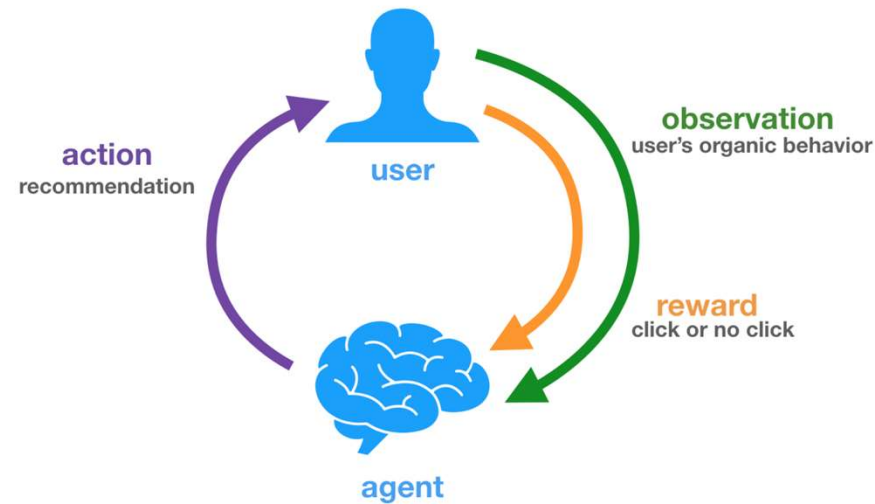 user
action
recommendation
observation
user's organic behavior
reward
click or no click
agent